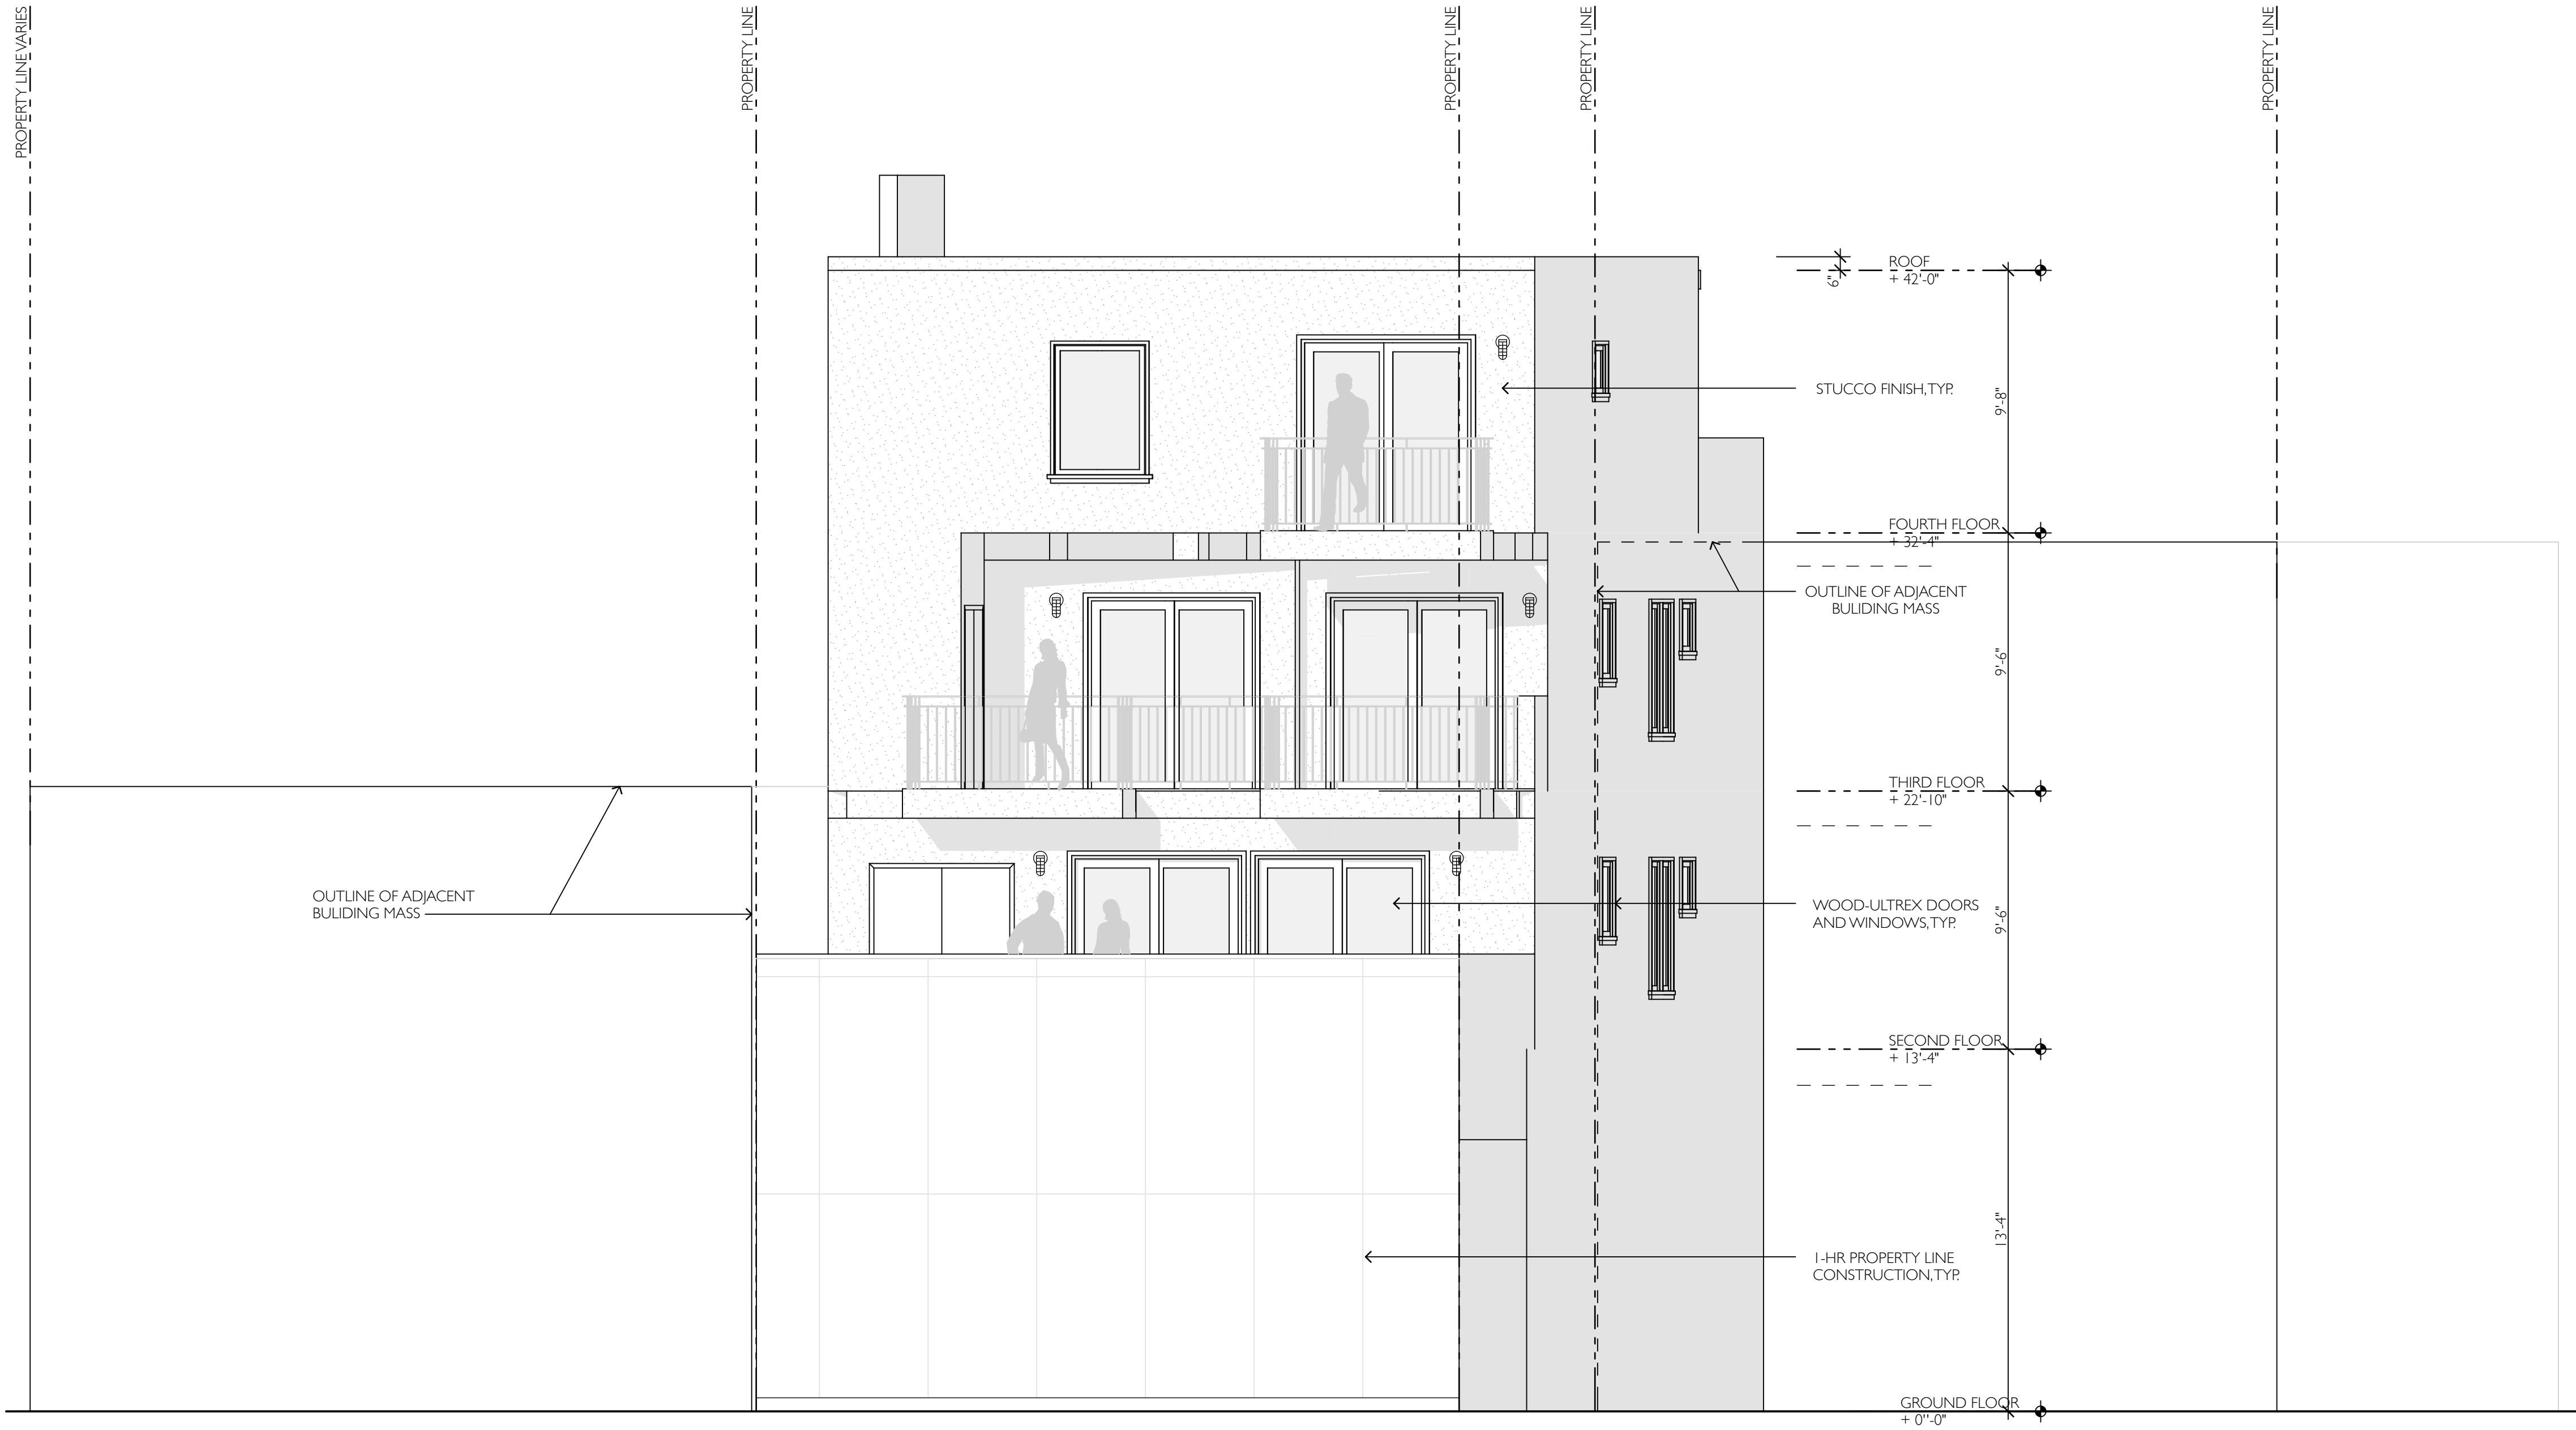 PROPERTY LINE VARIES
PROPERTY LINE
PROPERTY LINE
PROPERTY LINE
PROPERTY LINE
ROOF
+ 42'-0"
6"
STUCCO FINISH, TYP.
9'-8"
FOURTH FLOOR
+ 32'-4"
OUTLINE OF ADJACENT
BULIDING MASS
9'-6"
THIRD FLOOR
+ 22'-10"
OUTLINE OF ADJACENT
BULIDING MASS
WOOD-ULTREX DOORS
AND WINDOWS, TYP.
9'-6"
SECOND FLOOR
+ 13'-4"
13'-4"
1-HR PROPERTY LINE
CONSTRUCTION, TYP.
GROUND FLOOR
+ 0''-0"